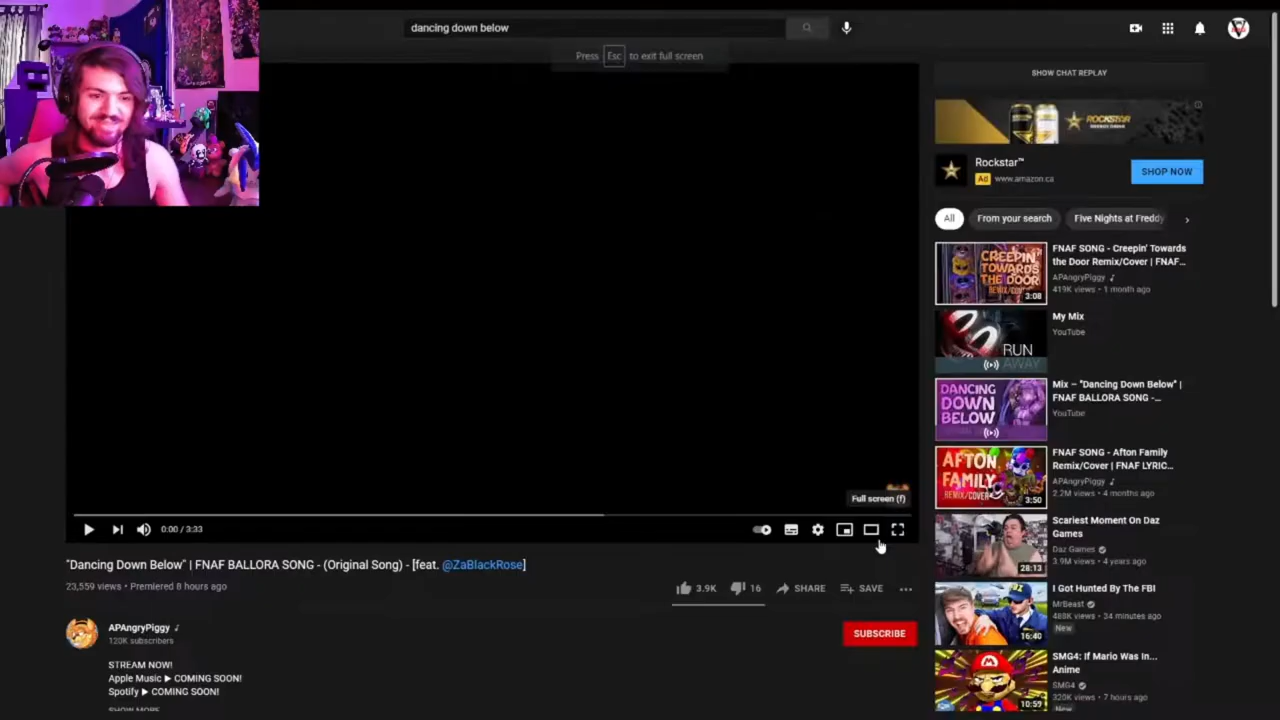 dancing down below
Press Esc to exit full screen
SHOW CHAT REPLAY
ROCKSTAR
Rockstar™
Ad www.amazon.ca
SHOP NOW
All
From your search
Five Nights at Freddy
CREEPIN' TOWARDS THE DOOR
REMIX/COVER
3:08
FNAF SONG - Creepin' Towards
the Door Remix/Cover | FNAF...
APAngryPiggy ♪
419K views • 1 month ago
RUN
AWAY
My Mix
YouTube
DANCING
DOWN
BELOW
Mix – "Dancing Down Below" |
FNAF BALLORA SONG -...
YouTube
AFTON
FAMILY
REMIX/COVER
3:50
FNAF SONG - Afton Family
Remix/Cover | FNAF LYRIC...
APAngryPiggy ♪
2.2M views • 4 months ago
28:13
Scariest Moment On Daz
Games
Daz Games
3.9M views • 4 years ago
16:40
I Got Hunted By The FBI
MrBeast
488K views • 34 minutes ago
New
10:59
SMG4: If Mario Was In...
Anime
SMG4
320K views • 7 hours ago
New
Full screen (f)
0:00 / 3:33
"Dancing Down Below" | FNAF BALLORA SONG - (Original Song) - [feat. @ZaBlackRose]
23,559 views • Premiered 8 hours ago
3.9K
16
SHARE
SAVE
APAngryPiggy ♪
120K subscribers
SUBSCRIBE
STREAM NOW!
Apple Music ▶ COMING SOON!
Spotify ▶ COMING SOON!
SHOW MORE